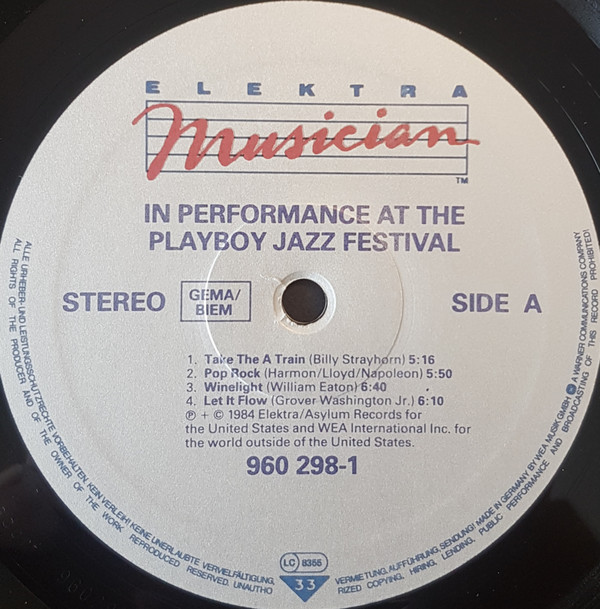 ELEKTRA
Musician
TM
IN PERFORMANCE AT THE
PLAYBOY JAZZ FESTIVAL
STEREO
GEMA/
BIEM
SIDE A
1. Take The A Train (Billy Strayhorn) 5:16
2. Pop Rock (Harmon/Lloyd/Napoleon) 5:50
3. Winelight (William Eaton) 6:40
4. Let It Flow (Grover Washington Jr.) 6:10
℗ + © 1984 Elektra/Asylum Records for
the United States and WEA International Inc. for
the world outside of the United States.
960 298-1
ALLE URHEBER- UND LEISTUNGSSCHUTZRECHTE VORBEHALTEN. KEIN VERLEIH! KEINE UNERLAUBTE VERVIELFÄLTIGUNG,
VERMIETUNG, AUFFÜHRUNG, SENDUNG! MADE IN GERMANY BY WEA MUSIK GMBH A WARNER COMMUNICATIONS COMPANY
ALL RIGHTS OF THE PRODUCER AND OF THE OWNER OF THE WORK REPRODUCED RESERVED. UNAUTHO
RIZED COPYING, HIRING, LENDING, PUBLIC PERFORMANCE AND BROADCASTING OF THIS RECORD PROHIBITED!
LC 8355
33